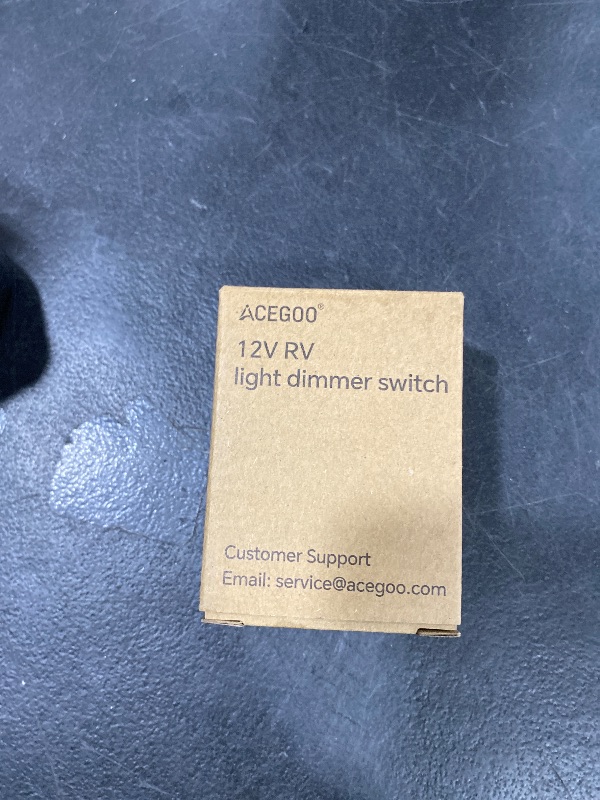 ACEGOO®
12V RV
light dimmer switch
Customer Support
Email: service@acegoo.com